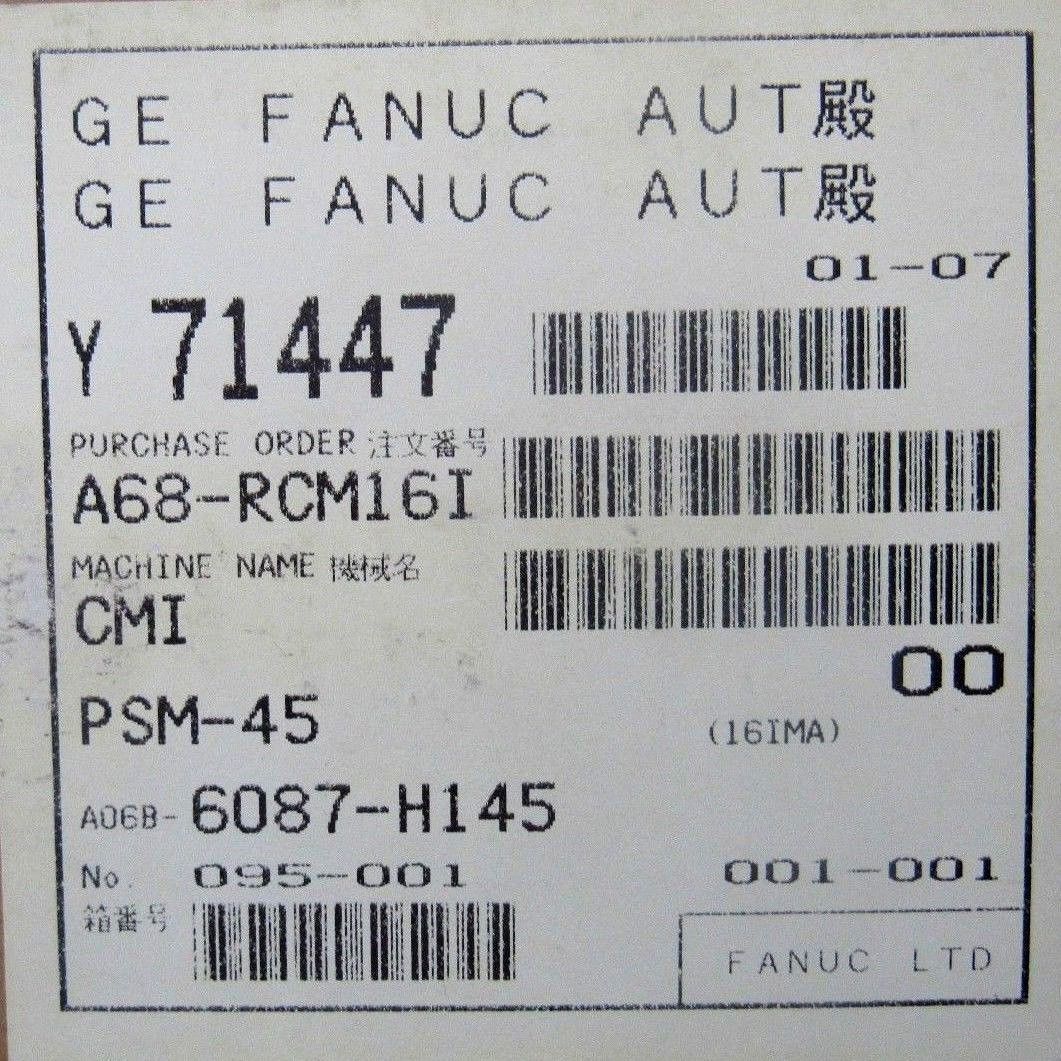 GE FANUC AUT殿
GE FANUC AUT殿
01-07
Y 71447
PURCHASE ORDER 注文番号
A68-RCM16I
MACHINE NAME 機械名
CMI
00
PSM-45
(16IMA)
A06B- 6087-H145
No. 095-001 001-001
箱番号
FANUC LTD